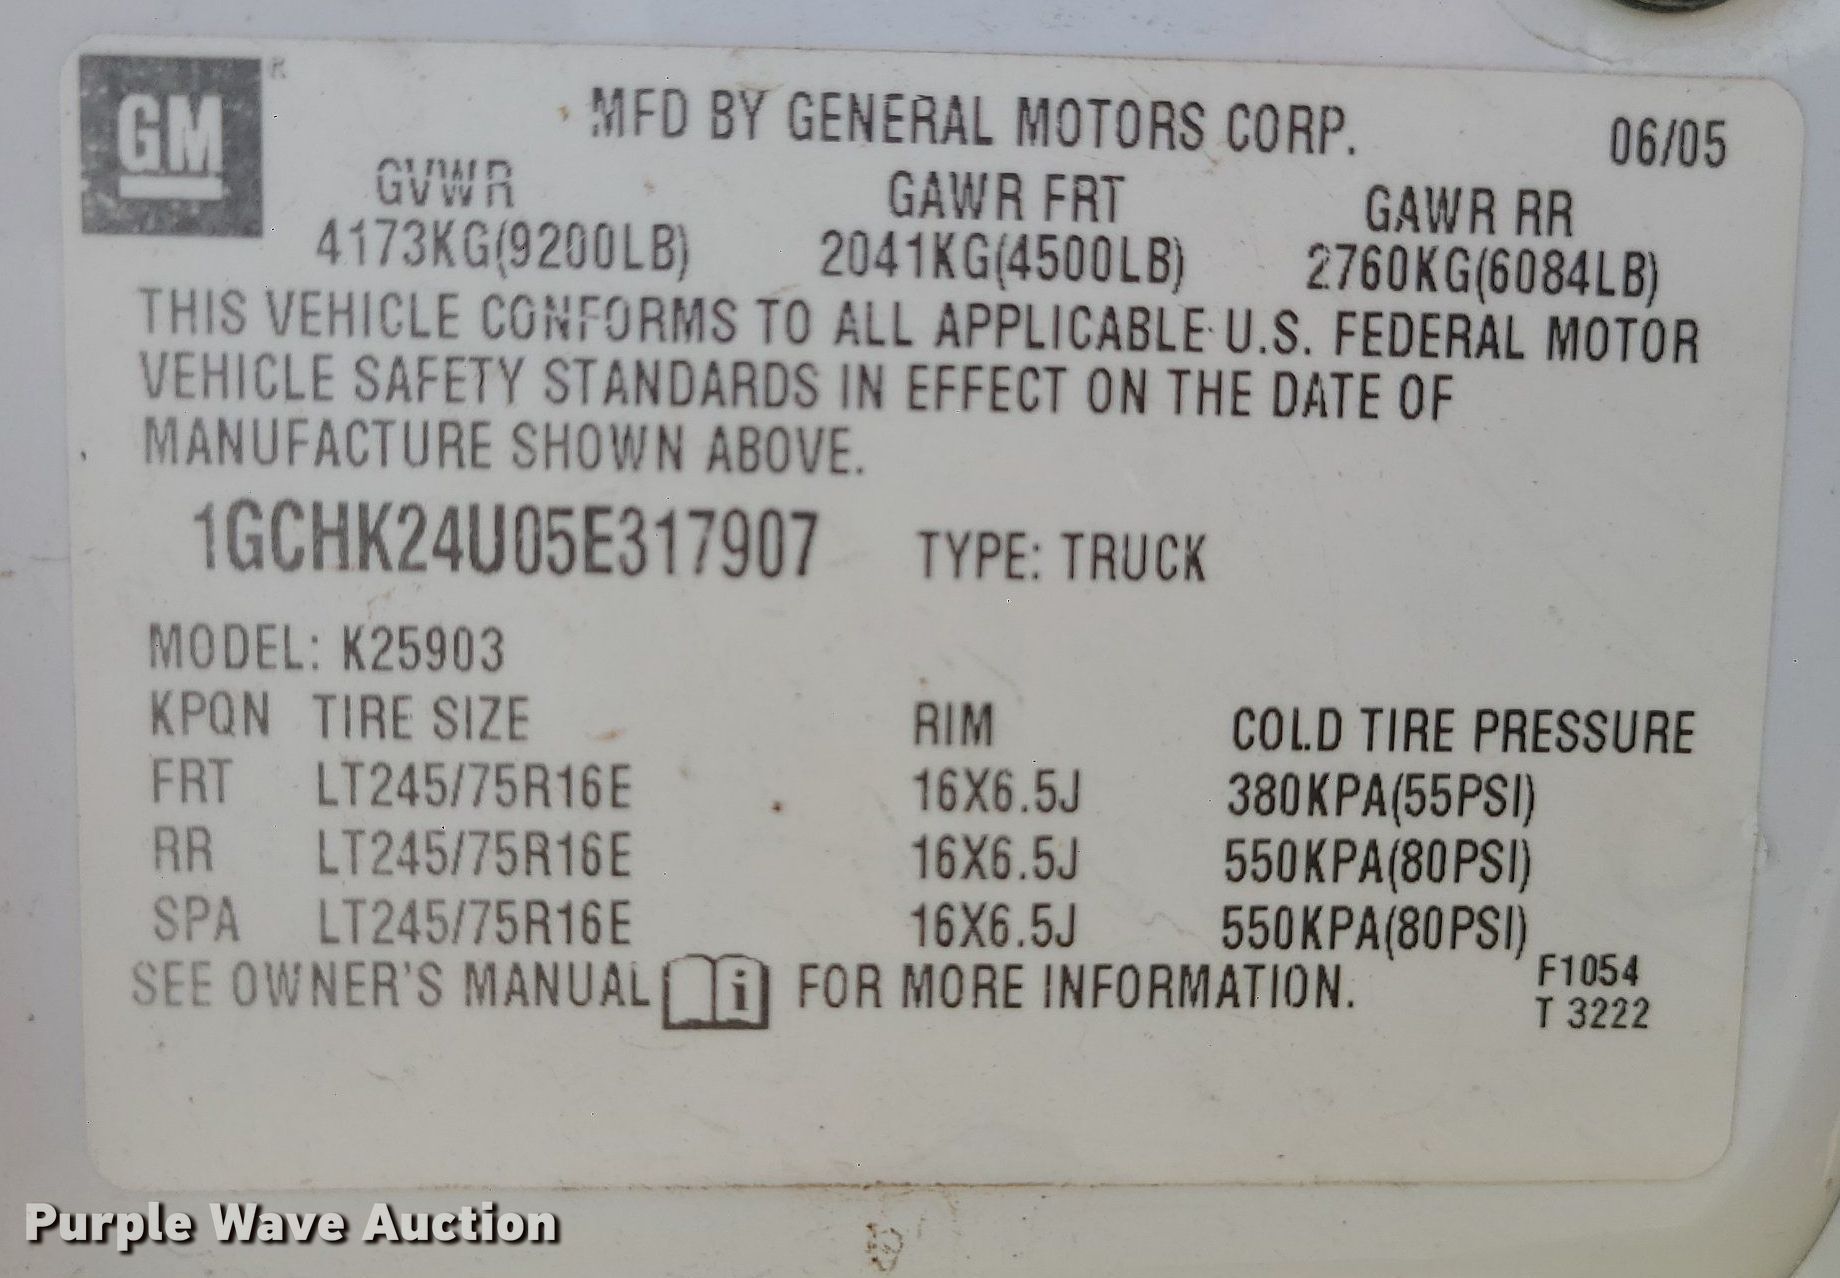 GM R
MFD BY GENERAL MOTORS CORP. 06/05
GVWR GAWR FRT GAWR RR
4173KG(9200LB) 2041KG(4500LB) 2760KG(6084LB)
THIS VEHICLE CONFORMS TO ALL APPLICABLE U.S. FEDERAL MOTOR
VEHICLE SAFETY STANDARDS IN EFFECT ON THE DATE OF
MANUFACTURE SHOWN ABOVE.
1GCHK24U05E317907 TYPE: TRUCK
MODEL: K25903
KPQN TIRE SIZE RIM COLD TIRE PRESSURE
FRT LT245/75R16E 16X6.5J 380KPA(55PSI)
RR LT245/75R16E 16X6.5J 550KPA(80PSI)
SPA LT245/75R16E 16X6.5J 550KPA(80PSI)
SEE OWNER'S MANUAL i FOR MORE INFORMATION.
F1054
T 3222
Purple Wave Auction